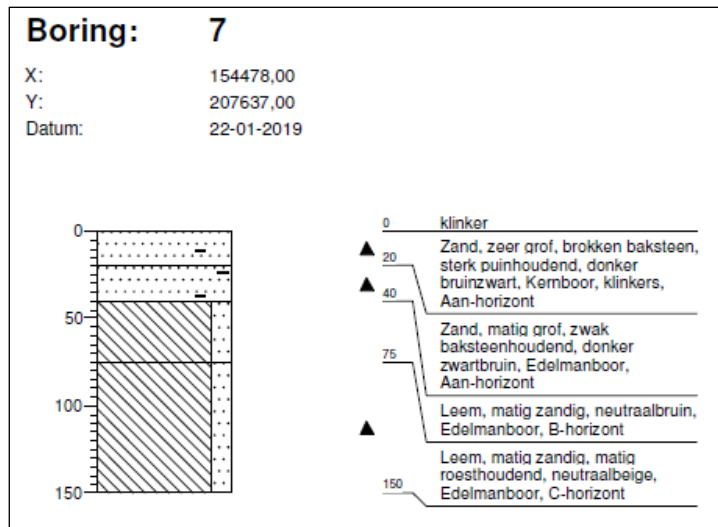 Boring: 7
X: 154478,00
Y: 207637,00
Datum: 22-01-2019
0
50
100
150
0 klinker
20 Zand, zeer grof, brokken baksteen,
sterk puinhoudend, donker
bruinzwart, Kernboor, klinkers,
Aan-horizont
40 Zand, matig grof, zwak
baksteenhoudend, donker
zwartbruin, Edelmanboor,
Aan-horizont
75 Leem, matig zandig, neutraalbruin,
Edelmanboor, B-horizont
150 Leem, matig zandig, matig
roesthoudend, neutraalbeige,
Edelmanboor, C-horizont